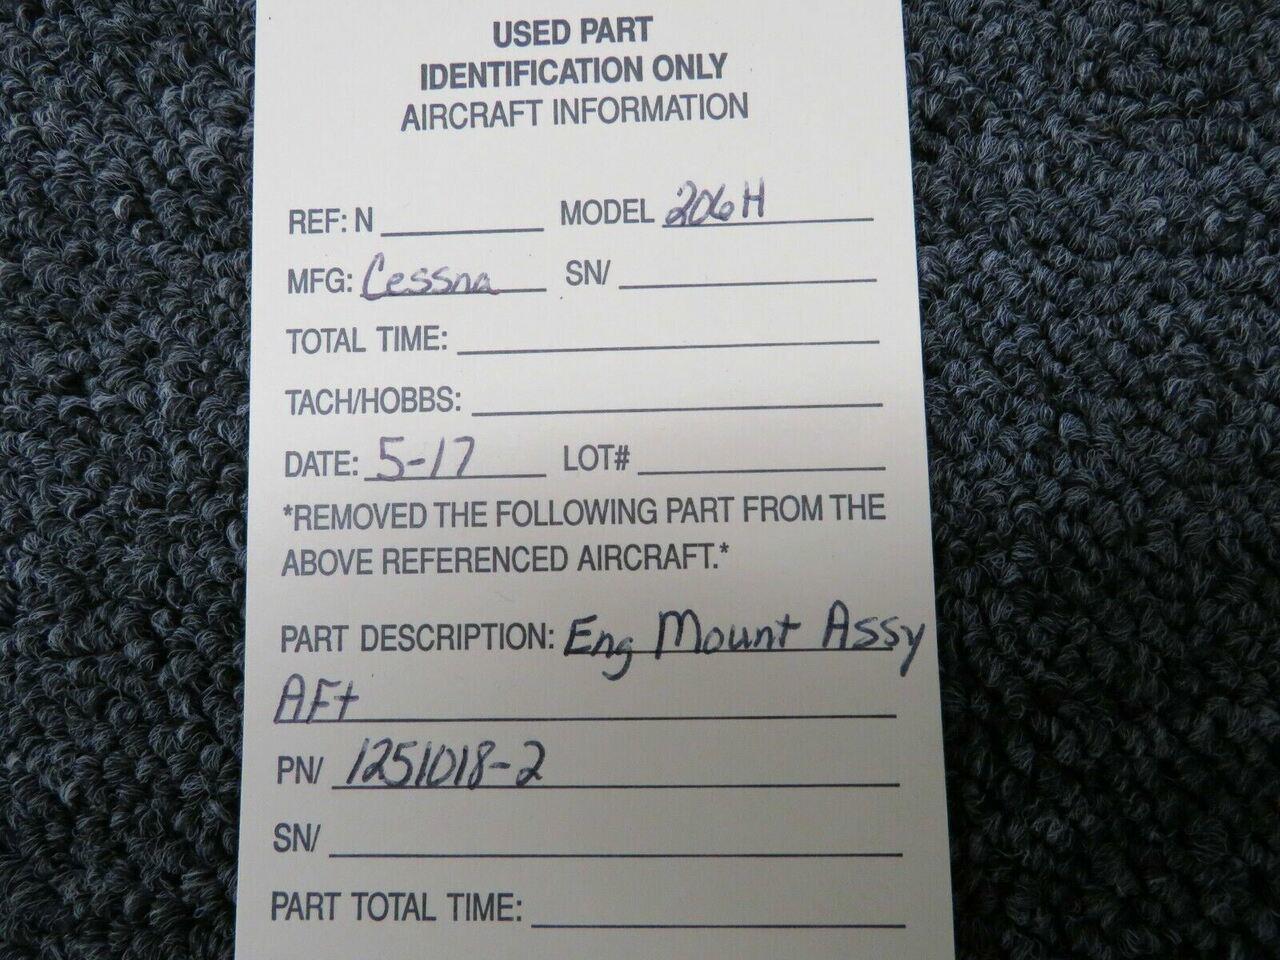 USED PART
IDENTIFICATION ONLY
AIRCRAFT INFORMATION
REF: N MODEL 206H
MFG: Cessna SN/
TOTAL TIME:
TACH/HOBBS:
DATE: 5-17 LOT#
*REMOVED THE FOLLOWING PART FROM THE
ABOVE REFERENCED AIRCRAFT.*
PART DESCRIPTION: Eng Mount Assy
AFt
PN/ 1251018-2
SN/
PART TOTAL TIME: